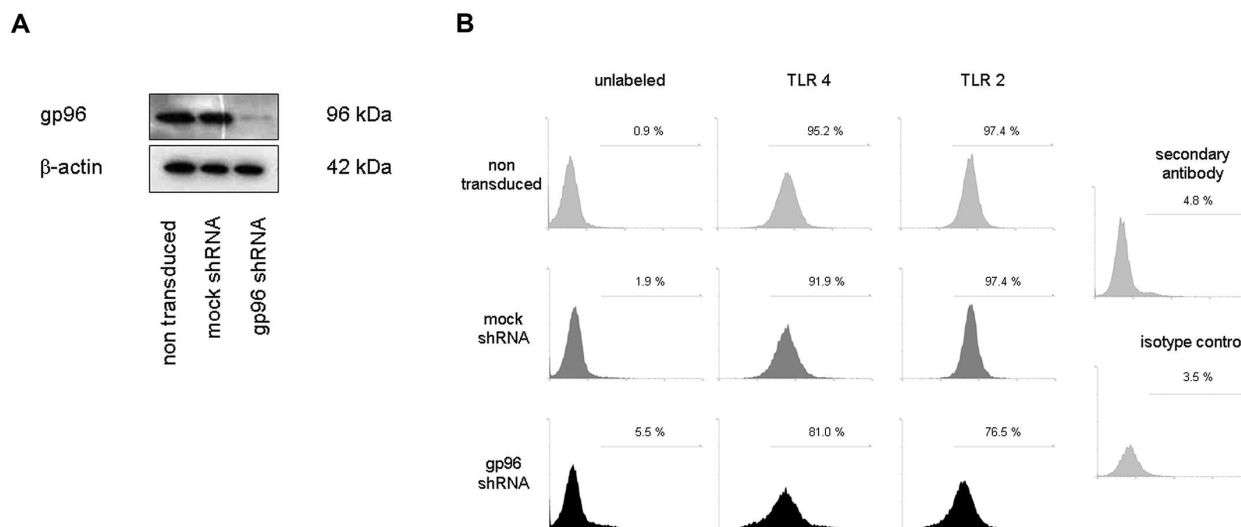 A
gp96
96 kDa
β-actin
42 kDa
non transduced
mock shRNA
gp96 shRNA
B
unlabeled
TLR 4
TLR 2
non
transduced
0.9 %
95.2 %
97.4 %
mock
shRNA
1.9 %
91.9 %
97.4 %
gp96
shRNA
5.5 %
81.0 %
76.5 %
secondary
antibody
4.8 %
isotype control
3.5 %